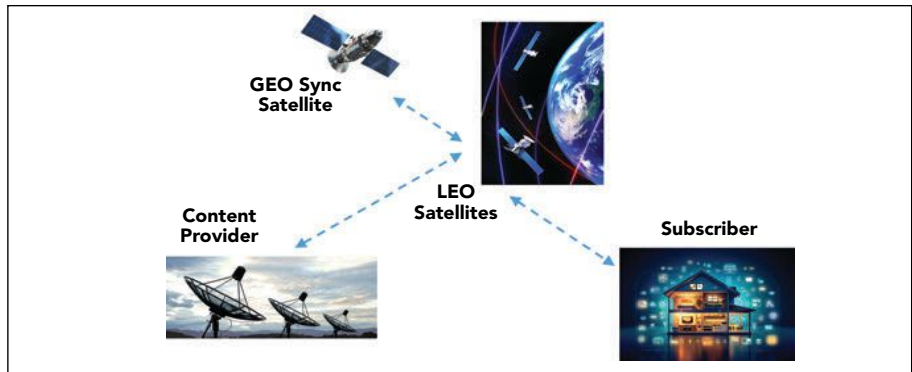 GEO Sync
Satellite
LEO
Satellites
Content
Provider
Subscriber